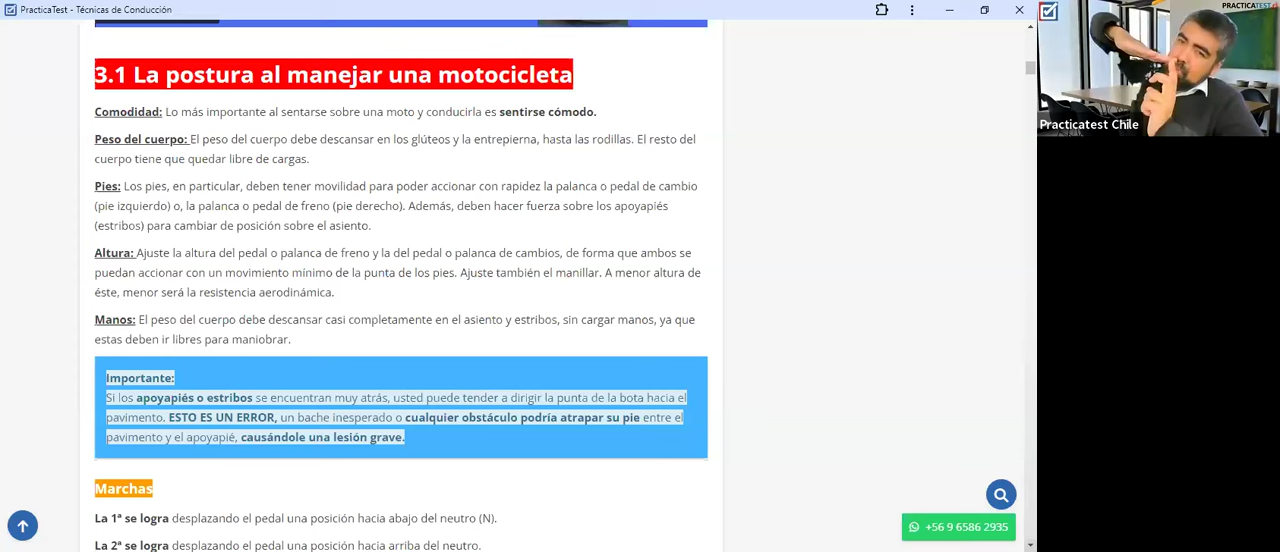 PracticaTest - Técnicas de Conducción
PRACTICATEST
3.1 La postura al manejar una motocicleta
Comodidad: Lo más importante al sentarse sobre una moto y conducirla es sentirse cómodo.
Peso del cuerpo: El peso del cuerpo debe descansar en los glúteos y la entrepierna, hasta las rodillas. El resto del
cuerpo tiene que quedar libre de cargas.
Pies: Los pies, en particular, deben tener movilidad para poder accionar con rapidez la palanca o pedal de cambio
(pie izquierdo) o, la palanca o pedal de freno (pie derecho). Además, deben hacer fuerza sobre los apoyapiés
(estribos) para cambiar de posición sobre el asiento.
Altura: Ajuste la altura del pedal o palanca de freno y la del pedal o palanca de cambios, de forma que ambos se
puedan accionar con un movimiento mínimo de la punta de los pies. Ajuste también el manillar. A menor altura de
éste, menor será la resistencia aerodinámica.
Manos: El peso del cuerpo debe descansar casi completamente en el asiento y estribos, sin cargar manos, ya que
estas deben ir libres para maniobrar.
Importante:
Si los apoyapiés o estribos se encuentran muy atrás, usted puede tender a dirigir la punta de la bota hacia el
pavimento. ESTO ES UN ERROR, un bache inesperado o cualquier obstáculo podría atrapar su pie entre el
pavimento y el apoyapié, causándole una lesión grave.
Marchas
La 1ª se logra desplazando el pedal una posición hacia abajo del neutro (N).
La 2ª se logra desplazando el pedal una posición hacia arriba del neutro.
Practicatest Chile
+56 9 6586 2935